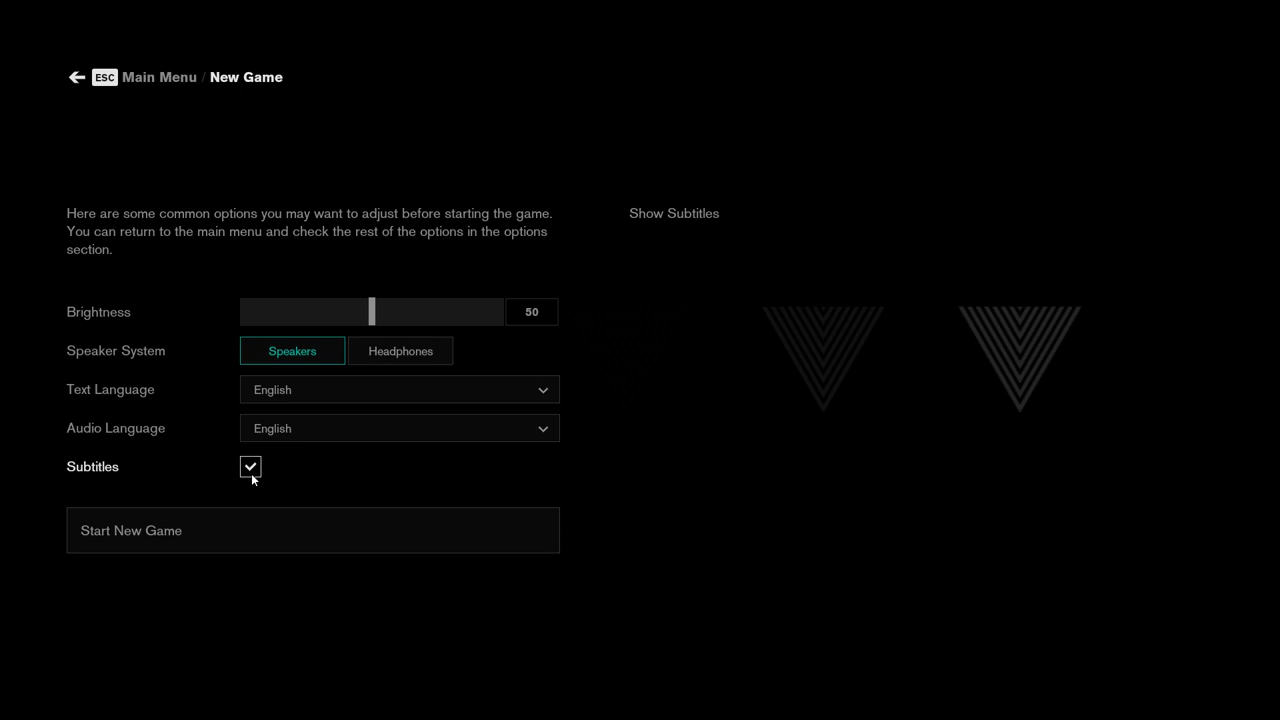 ESC Main Menu / New Game
Here are some common options you may want to adjust before starting the game.
You can return to the main menu and check the rest of the options in the options
section.
Show Subtitles
Brightness 50
Speaker System Speakers Headphones
Text Language English
Audio Language English
Subtitles
Start New Game